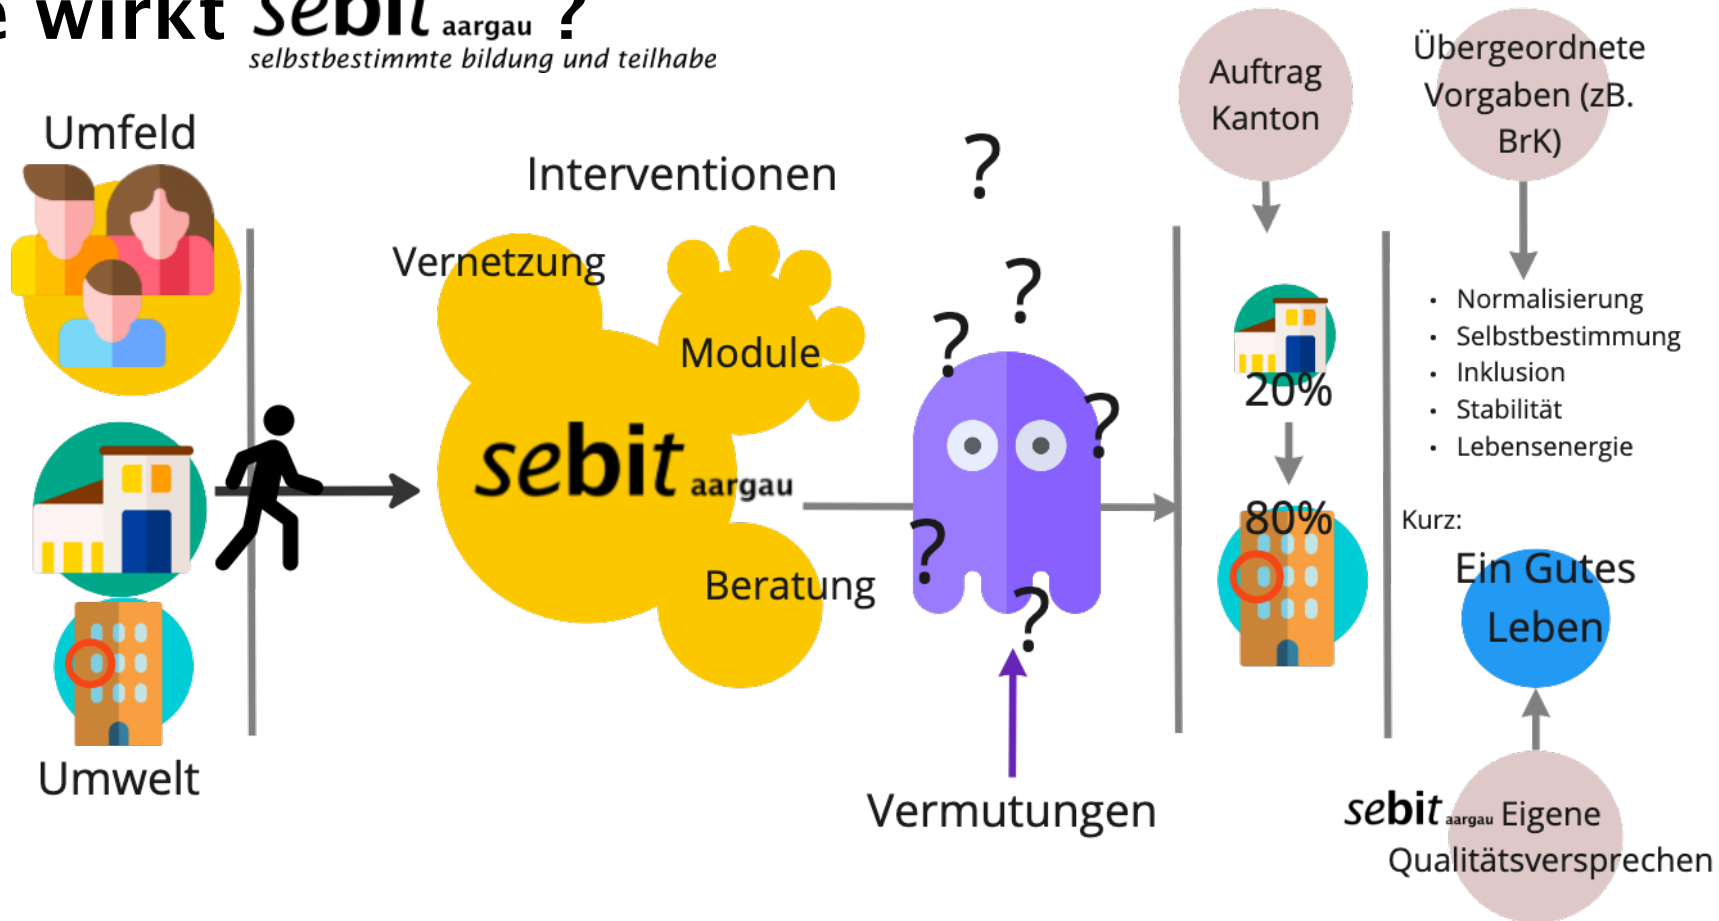 e wirkt sebit aargau ?
selbstbestimmte bildung und teilhabe
Umfeld
Umwelt
Interventionen
Vernetzung
Module
sebit aargau
Beratung
?
?
?
?
?
?
Vermutungen
Auftrag
Kanton
20%
80%
Übergeordnete
Vorgaben (zB.
BrK)
· Normalisierung
· Selbstbestimmung
· Inklusion
· Stabilität
· Lebensenergie
Kurz:
Ein Gutes
Leben
sebit aargau Eigene
Qualitätsversprechen